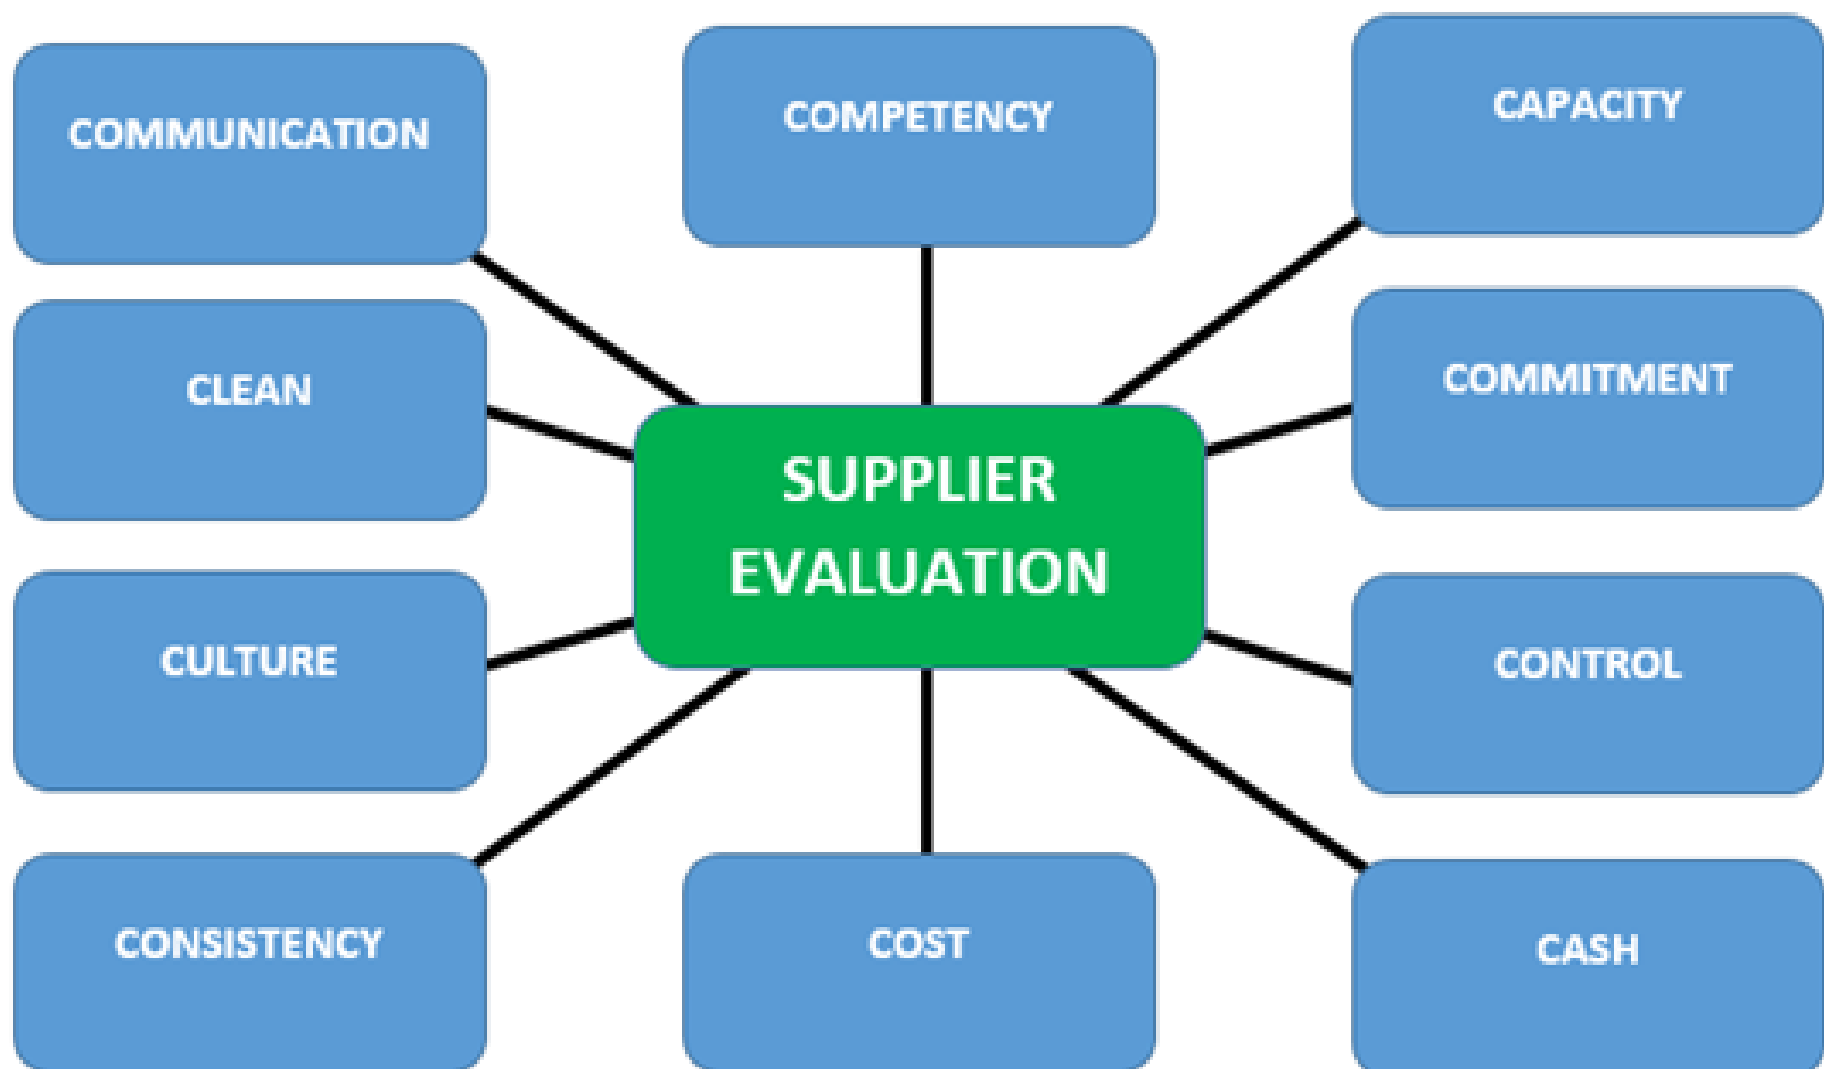 COMMUNICATION
COMPETENCY
CAPACITY
CLEAN
COMMITMENT
SUPPLIER
EVALUATION
CULTURE
CONTROL
CONSISTENCY
COST
CASH